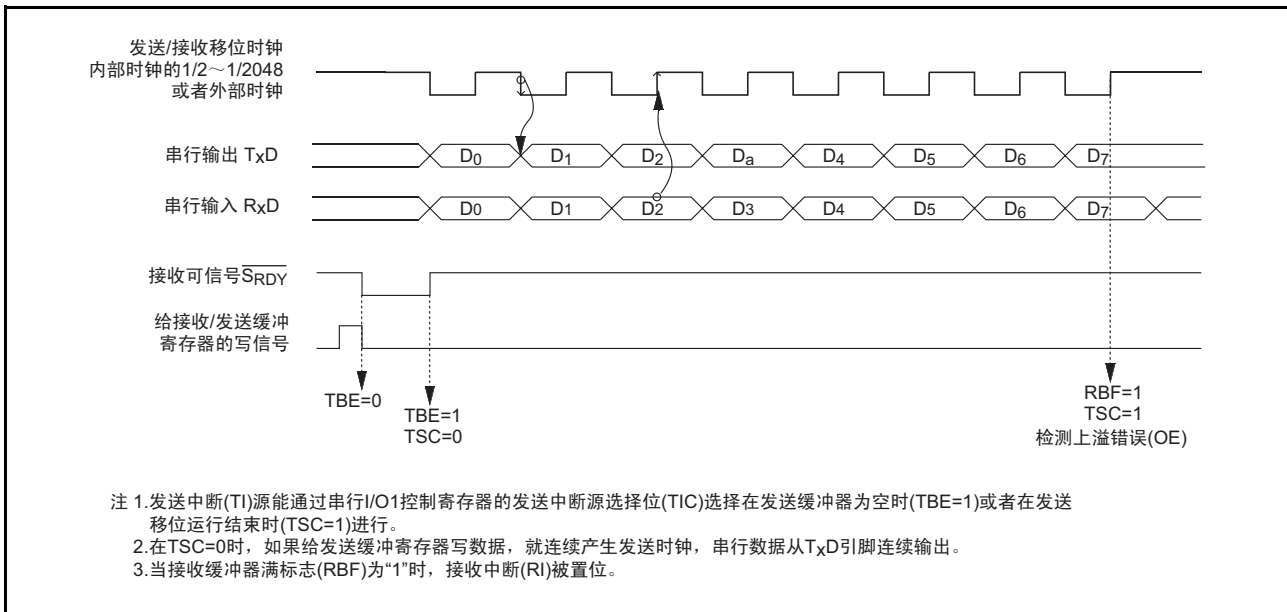 发送/接收移位时钟
内部时钟的1/2～1/2048
或者外部时钟
串行输出 TxD
D0 D1 D2 Da D4 D5 D6 D7
串行输入 RxD
D0 D1 D2 D3 D4 D5 D6 D7
接收可信号SRDY
给接收/发送缓冲
寄存器的写信号
TBE=0
TBE=1
TSC=0
RBF=1
TSC=1
检测上溢错误(OE)
注 1.发送中断(TI)源能通过串行I/O1控制寄存器的发送中断源选择位(TIC)选择在发送缓冲器为空时(TBE=1)或者在发送
移位运行结束时(TSC=1)进行。
2.在TSC=0时，如果给发送缓冲寄存器写数据，就连续产生发送时钟，串行数据从TxD引脚连续输出。
3.当接收缓冲器满标志(RBF)为“1”时，接收中断(RI)被置位。